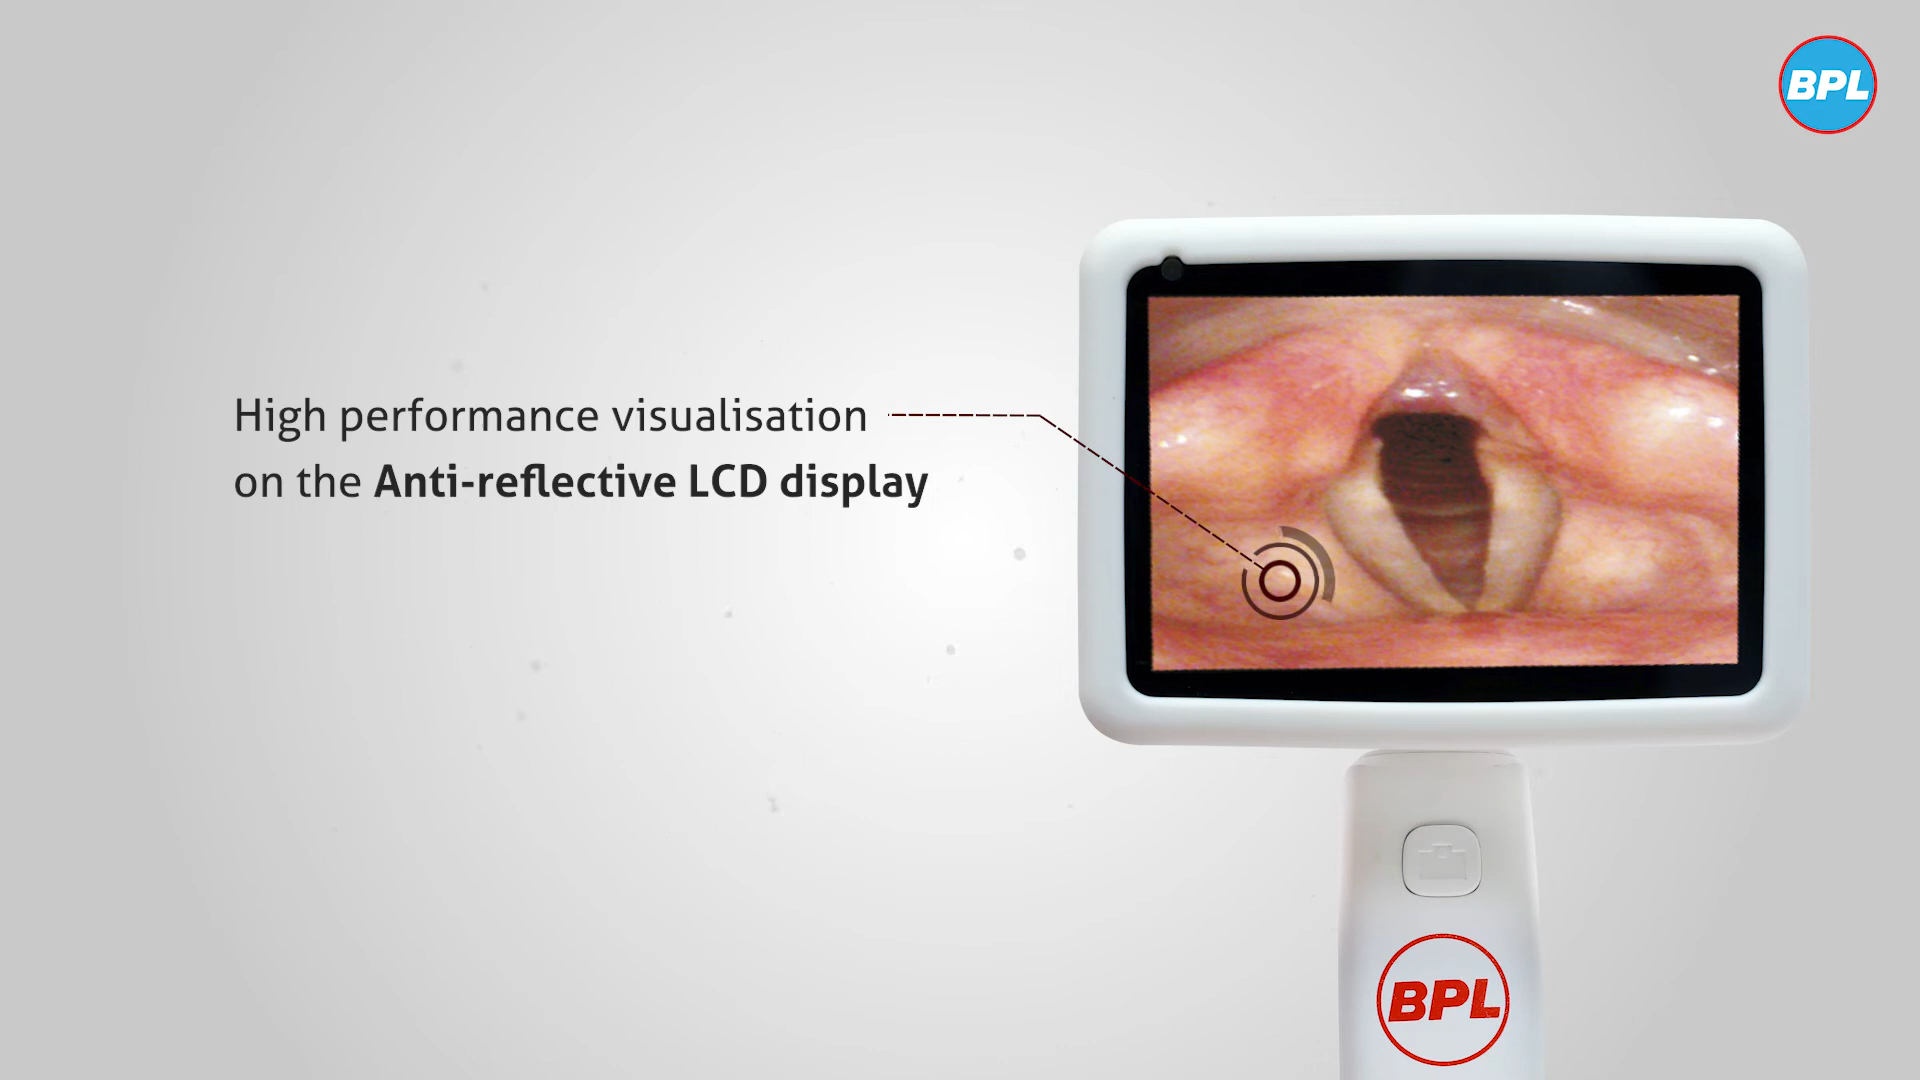 BPL
High performance visualisation
on the Anti-reflective LCD display
BPL